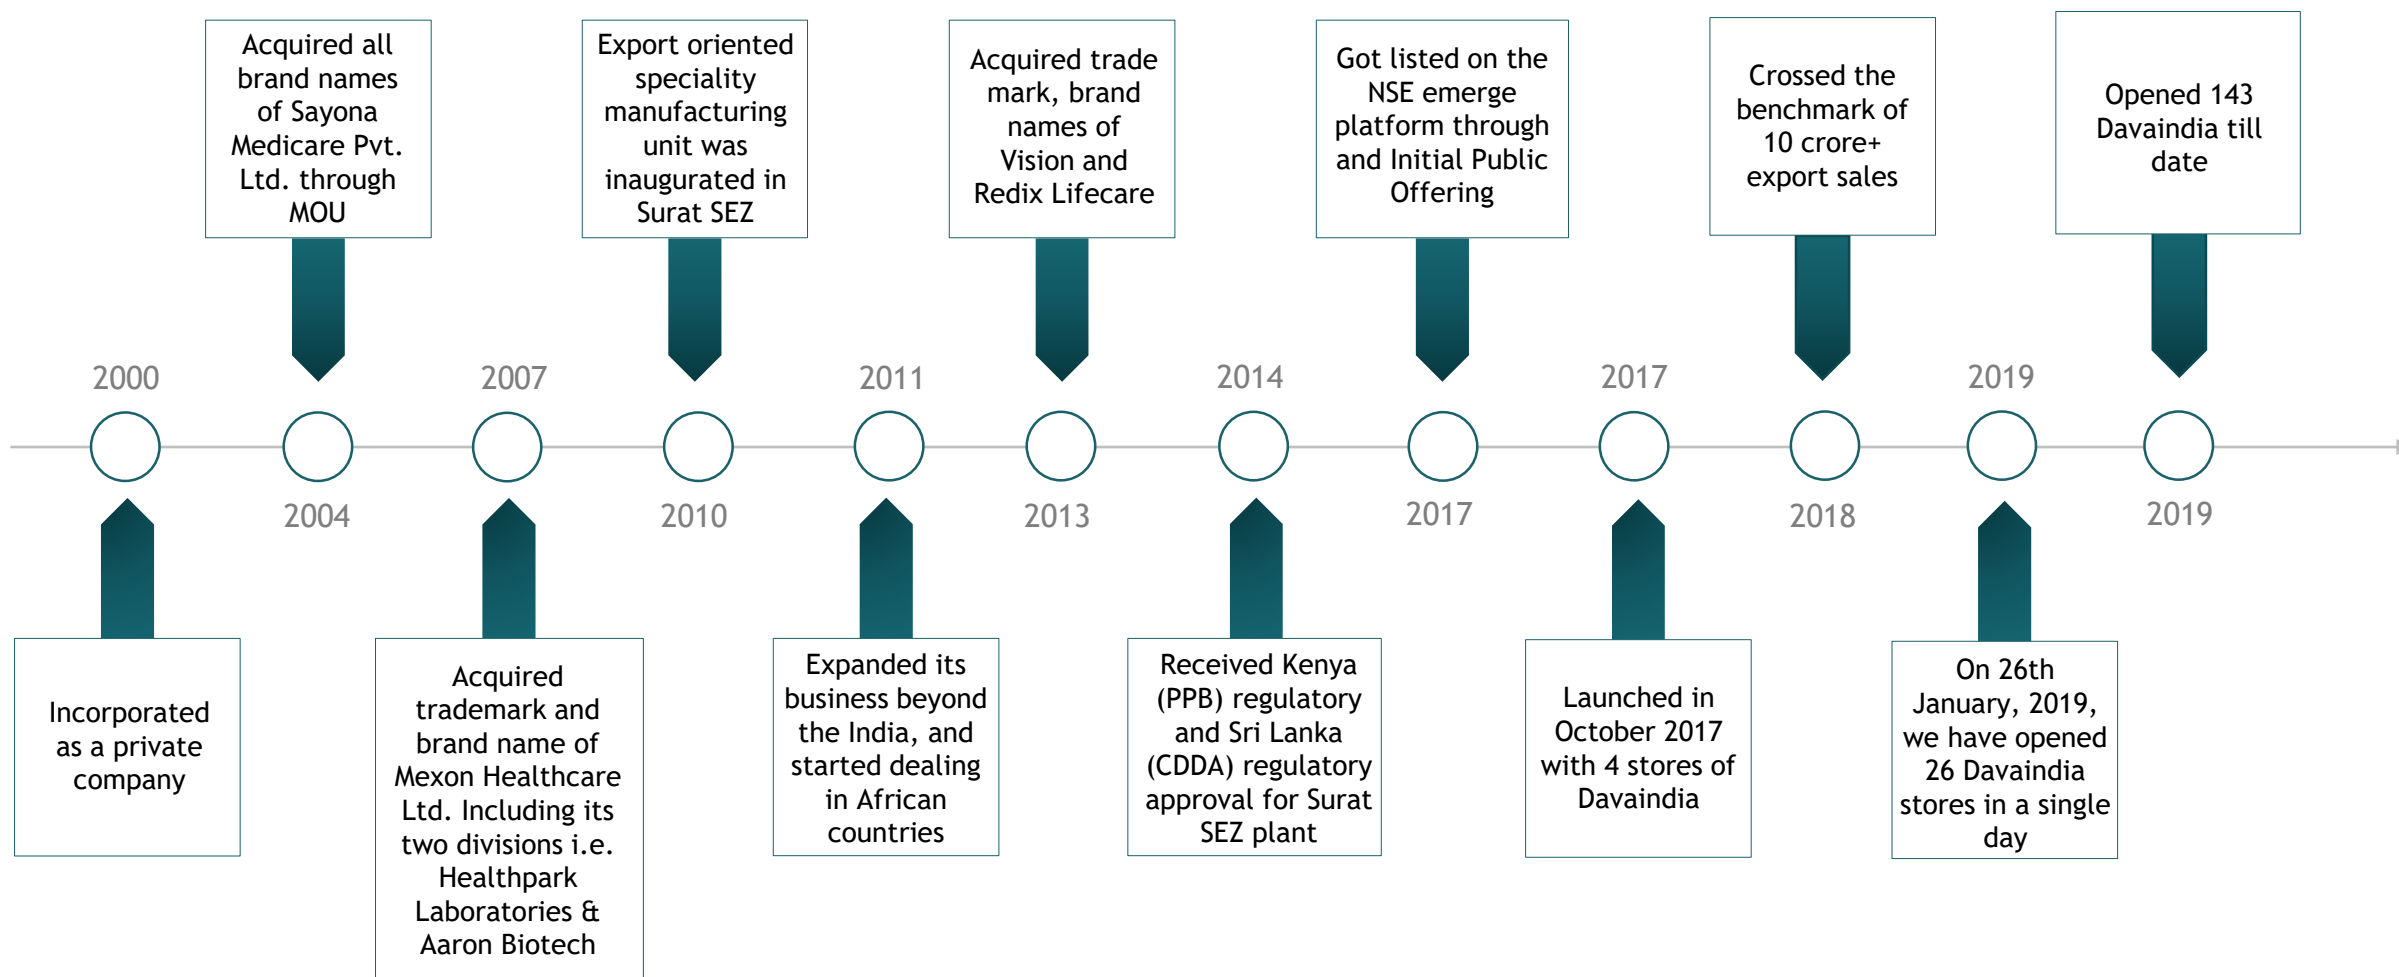 Acquired all
brand names
of Sayona
Medicare Pvt.
Ltd. through
MOU
Export oriented
speciality
manufacturing
unit was
inaugurated in
Surat SEZ
Acquired trade
mark, brand
names of
Vision and
Redix Lifecare
Got listed on the
NSE emerge
platform through
and Initial Public
Offering
Crossed the
benchmark of
10 crore+
export sales
Opened 143
Davaindia till
date
2000
2007
2011
2014
2017
2019
2004
2010
2013
2017
2018
2019
Incorporated
as a private
company
Acquired
trademark and
brand name of
Mexon Healthcare
Ltd. Including its
two divisions i.e.
Healthpark
Laboratories &
Aaron Biotech
Expanded its
business beyond
the India, and
started dealing
in African
countries
Received Kenya
(PPB) regulatory
and Sri Lanka
(CDDA) regulatory
approval for Surat
SEZ plant
Launched in
October 2017
with 4 stores of
Davaindia
On 26th
January, 2019,
we have opened
26 Davaindia
stores in a single
day